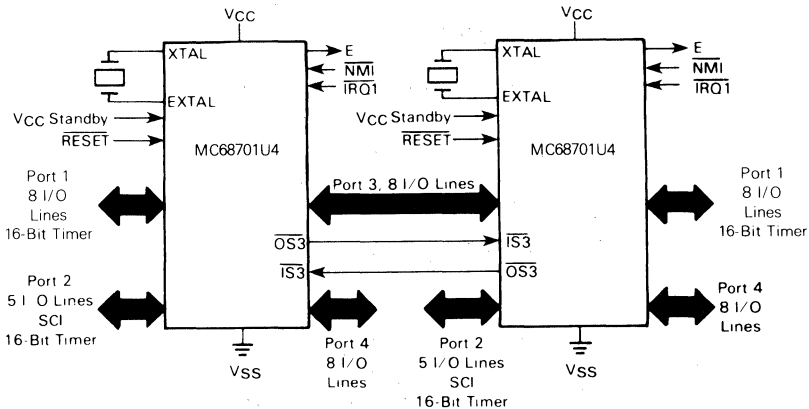 VCC
XTAL
E
NMI
IRQ1
EXTAL
VCC Standby
RESET
MC68701U4
Port 1
8 I/O
Lines
16-Bit Timer
OS3
IS3
Port 2
5 I O Lines
SCI
16-Bit Timer
Port 4
8 I/O
Lines
VSS
Port 3, 8 I/O Lines
VCC
XTAL
E
NMI
IRQ1
EXTAL
VCC Standby
RESET
MC68701U4
Port 1
8 I/O
Lines
16-Bit Timer
IS3
OS3
Port 4
8 I/O
Lines
Port 2
5 I/O Lines
SCI
16-Bit Timer
VSS